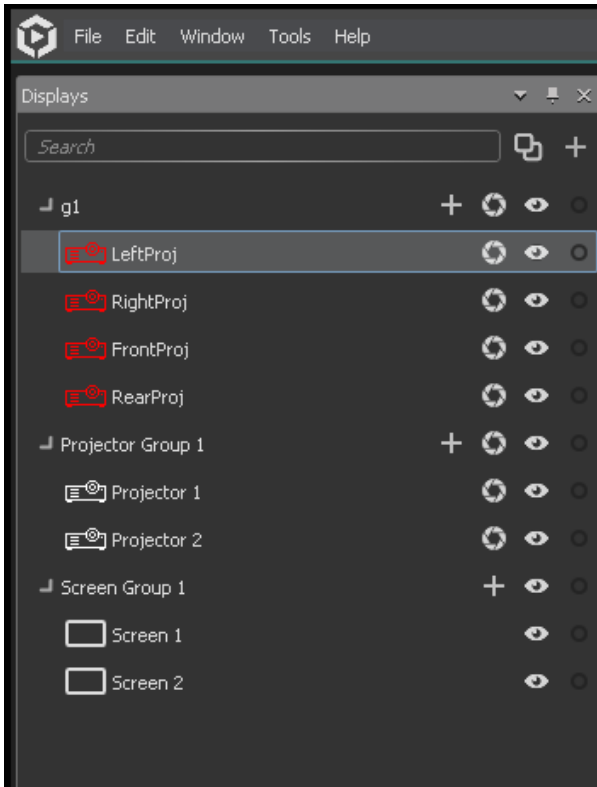 File Edit Window Tools Help
Displays
Search
g1
LeftProj
RightProj
FrontProj
RearProj
Projector Group 1
Projector 1
Projector 2
Screen Group 1
Screen 1
Screen 2